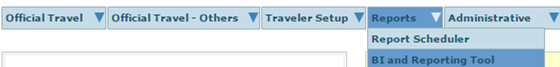 Official Travel Official Travel - Others Traveler Setup Reports Administrative
Report Scheduler
BI and Reporting Tool